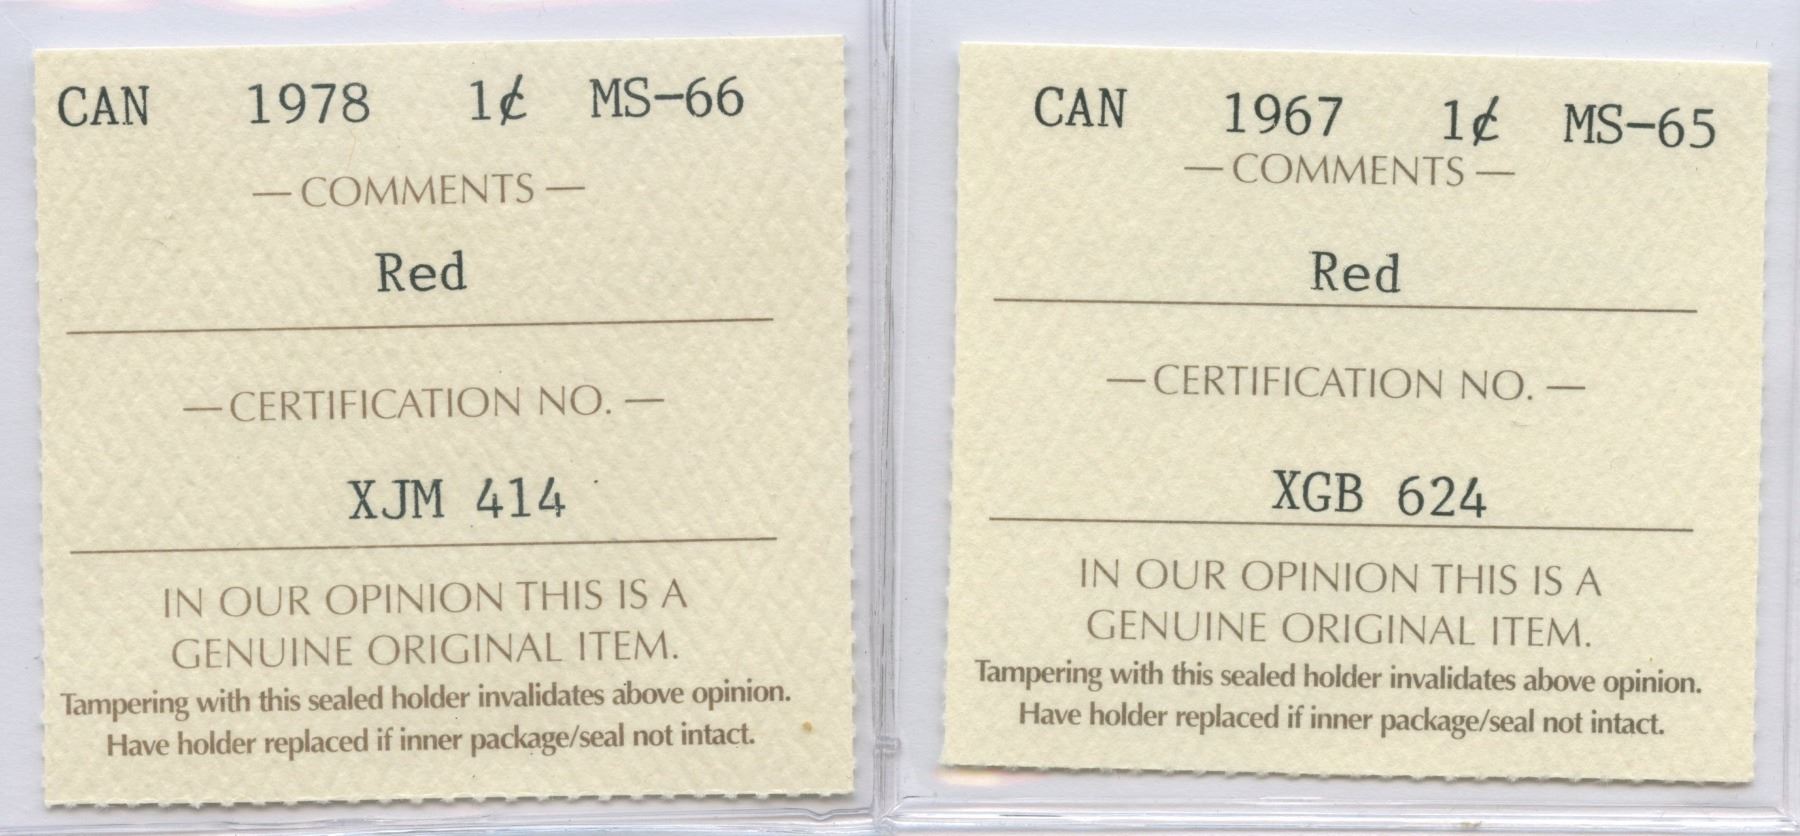 CAN 1978 1¢ MS-66
— COMMENTS —
Red
— CERTIFICATION NO. —
XJM 414
IN OUR OPINION THIS IS A
GENUINE ORIGINAL ITEM.
Tampering with this sealed holder invalidates above opinion.
Have holder replaced if inner package/seal not intact.
CAN 1967 1¢ MS-65
— COMMENTS —
Red
— CERTIFICATION NO. —
XGB 624
IN OUR OPINION THIS IS A
GENUINE ORIGINAL ITEM.
Tampering with this sealed holder invalidates above opinion.
Have holder replaced if inner package/seal not intact.